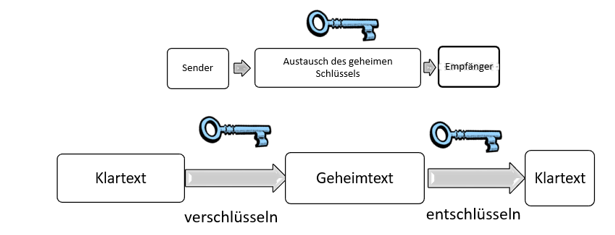 Sender
Austausch des geheimen
Schlüssels
Empfänger
Klartext
Geheimtext
Klartext
verschlüsseln
entschlüsseln